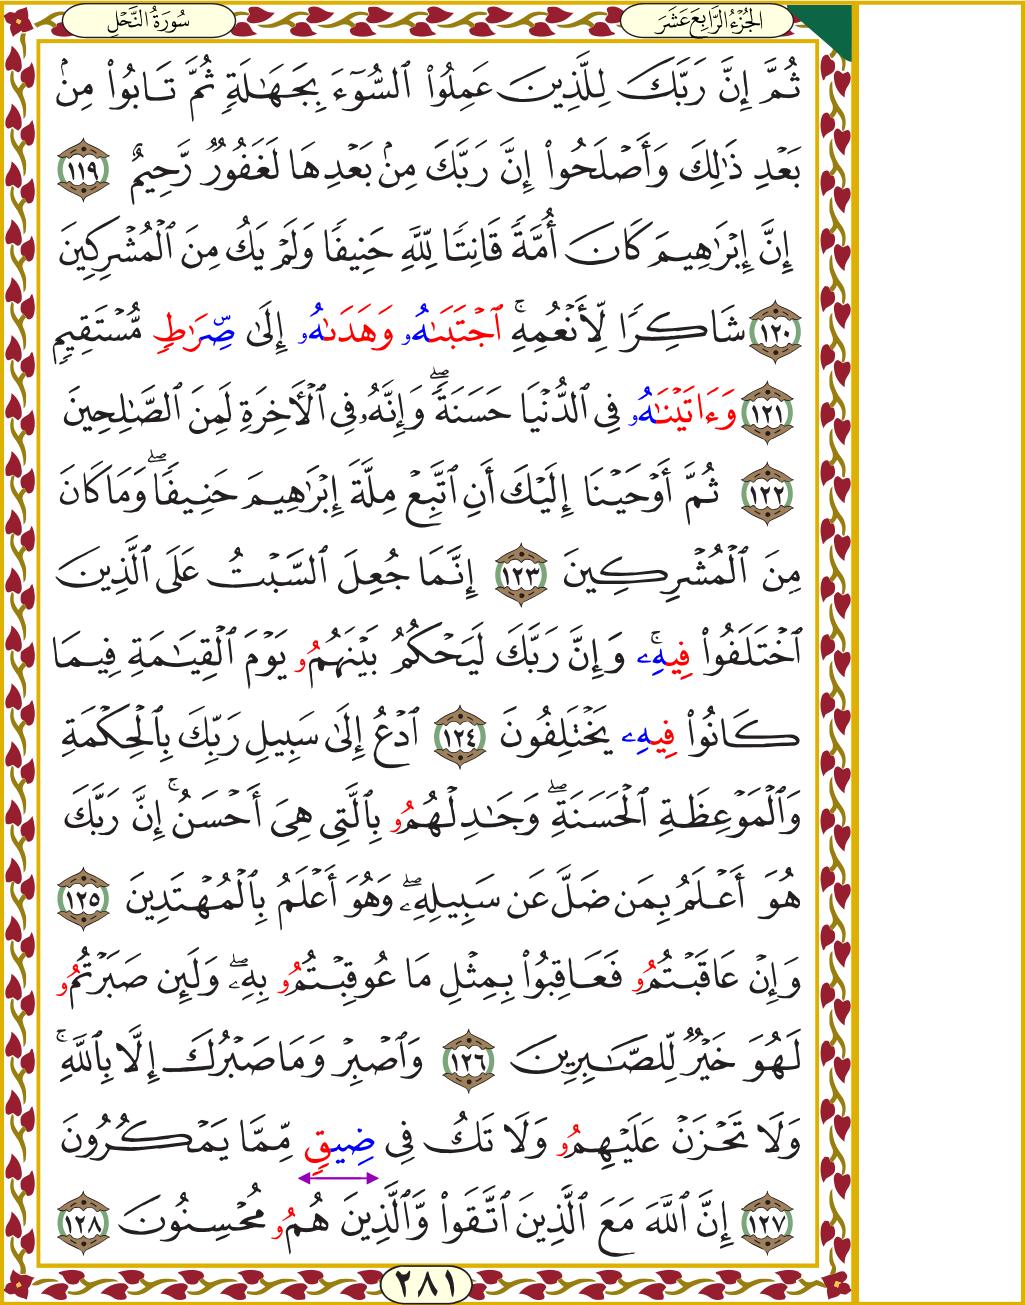 الجُزْءُ الرَّابِعَ عَشَرَ
سُورَةُ النَّحْلِ
ثُمَّ إِنَّ رَبَّكَ لِلَّذِينَ عَمِلُوا۟ ٱلسُّوٓءَ بِجَهَـٰلَةٍ ثُمَّ تَابُوا۟ مِنۢ
بَعْدِ ذَٰلِكَ وَأَصْلَحُوا۟ إِنَّ رَبَّكَ مِنۢ بَعْدِهَا لَغَفُورٌ رَّحِيمٌ ١١٩
إِنَّ إِبْرَٰهِيمَ كَانَ أُمَّةً قَانِتًا لِّلَّهِ حَنِيفًا وَلَمْ يَكُ مِنَ ٱلْمُشْرِكِينَ
١٢٠ شَاكِرًا لِّأَنْعُمِهِۚ ٱجْتَبَىٰهُۥ وَهَدَىٰهُۥ إِلَىٰ صِّرَٰطٍ مُّسْتَقِيمٍ
١٢١ وَءَاتَيْنَـٰهُۥ فِى ٱلدُّنْيَا حَسَنَةًۖ وَإِنَّهُۥ فِى ٱلْأَخِرَةِ لَمِنَ ٱلصَّـٰلِحِينَ
١٢٢ ثُمَّ أَوْحَيْنَا إِلَيْكَ أَنِ ٱتَّبِعْ مِلَّةَ إِبْرَٰهِيمَ حَنِيفًاۖ وَمَا كَانَ
مِنَ ٱلْمُشْرِكِينَ ١٢٣ إِنَّمَا جُعِلَ ٱلسَّبْتُ عَلَى ٱلَّذِينَ
ٱخْتَلَفُوا۟ فِيهِۦۚ وَإِنَّ رَبَّكَ لَيَحْكُمُ بَيْنَهُمُۥ يَوْمَ ٱلْقِيَـٰمَةِ فِيمَا
كَانُوا۟ فِيهِۦ يَخْتَلِفُونَ ١٢٤ ٱدْعُ إِلَىٰ سَبِيلِ رَبِّكَ بِٱلْحِكْمَةِ
وَٱلْمَوْعِظَةِ ٱلْحَسَنَةِۖ وَجَـٰدِلْهُمُۥ بِٱلَّتِى هِىَ أَحْسَنُۚ إِنَّ رَبَّكَ
هُوَ أَعْلَمُ بِمَن ضَلَّ عَن سَبِيلِهِۦۖ وَهُوَ أَعْلَمُ بِٱلْمُهْتَدِينَ ١٢٥
وَإِنْ عَاقَبْتُمُۥ فَعَاقِبُوا۟ بِمِثْلِ مَا عُوقِبْتُمُۥ بِهِۦۖ وَلَئِن صَبَرْتُمُۥ
لَهُوَ خَيْرٌ لِّلصَّـٰبِرِينَ ١٢٦ وَٱصْبِرْ وَمَا صَبْرُكَ إِلَّا بِٱللَّهِۚ
وَلَا تَحْزَنْ عَلَيْهِمُۥ وَلَا تَكُ فِى ضِيقٍ مِّمَّا يَمْكُرُونَ
١٢٧ إِنَّ ٱللَّهَ مَعَ ٱلَّذِينَ ٱتَّقَوا۟ وَّٱلَّذِينَ هُمُۥ مُحْسِنُونَ ١٢٨
٢٨١